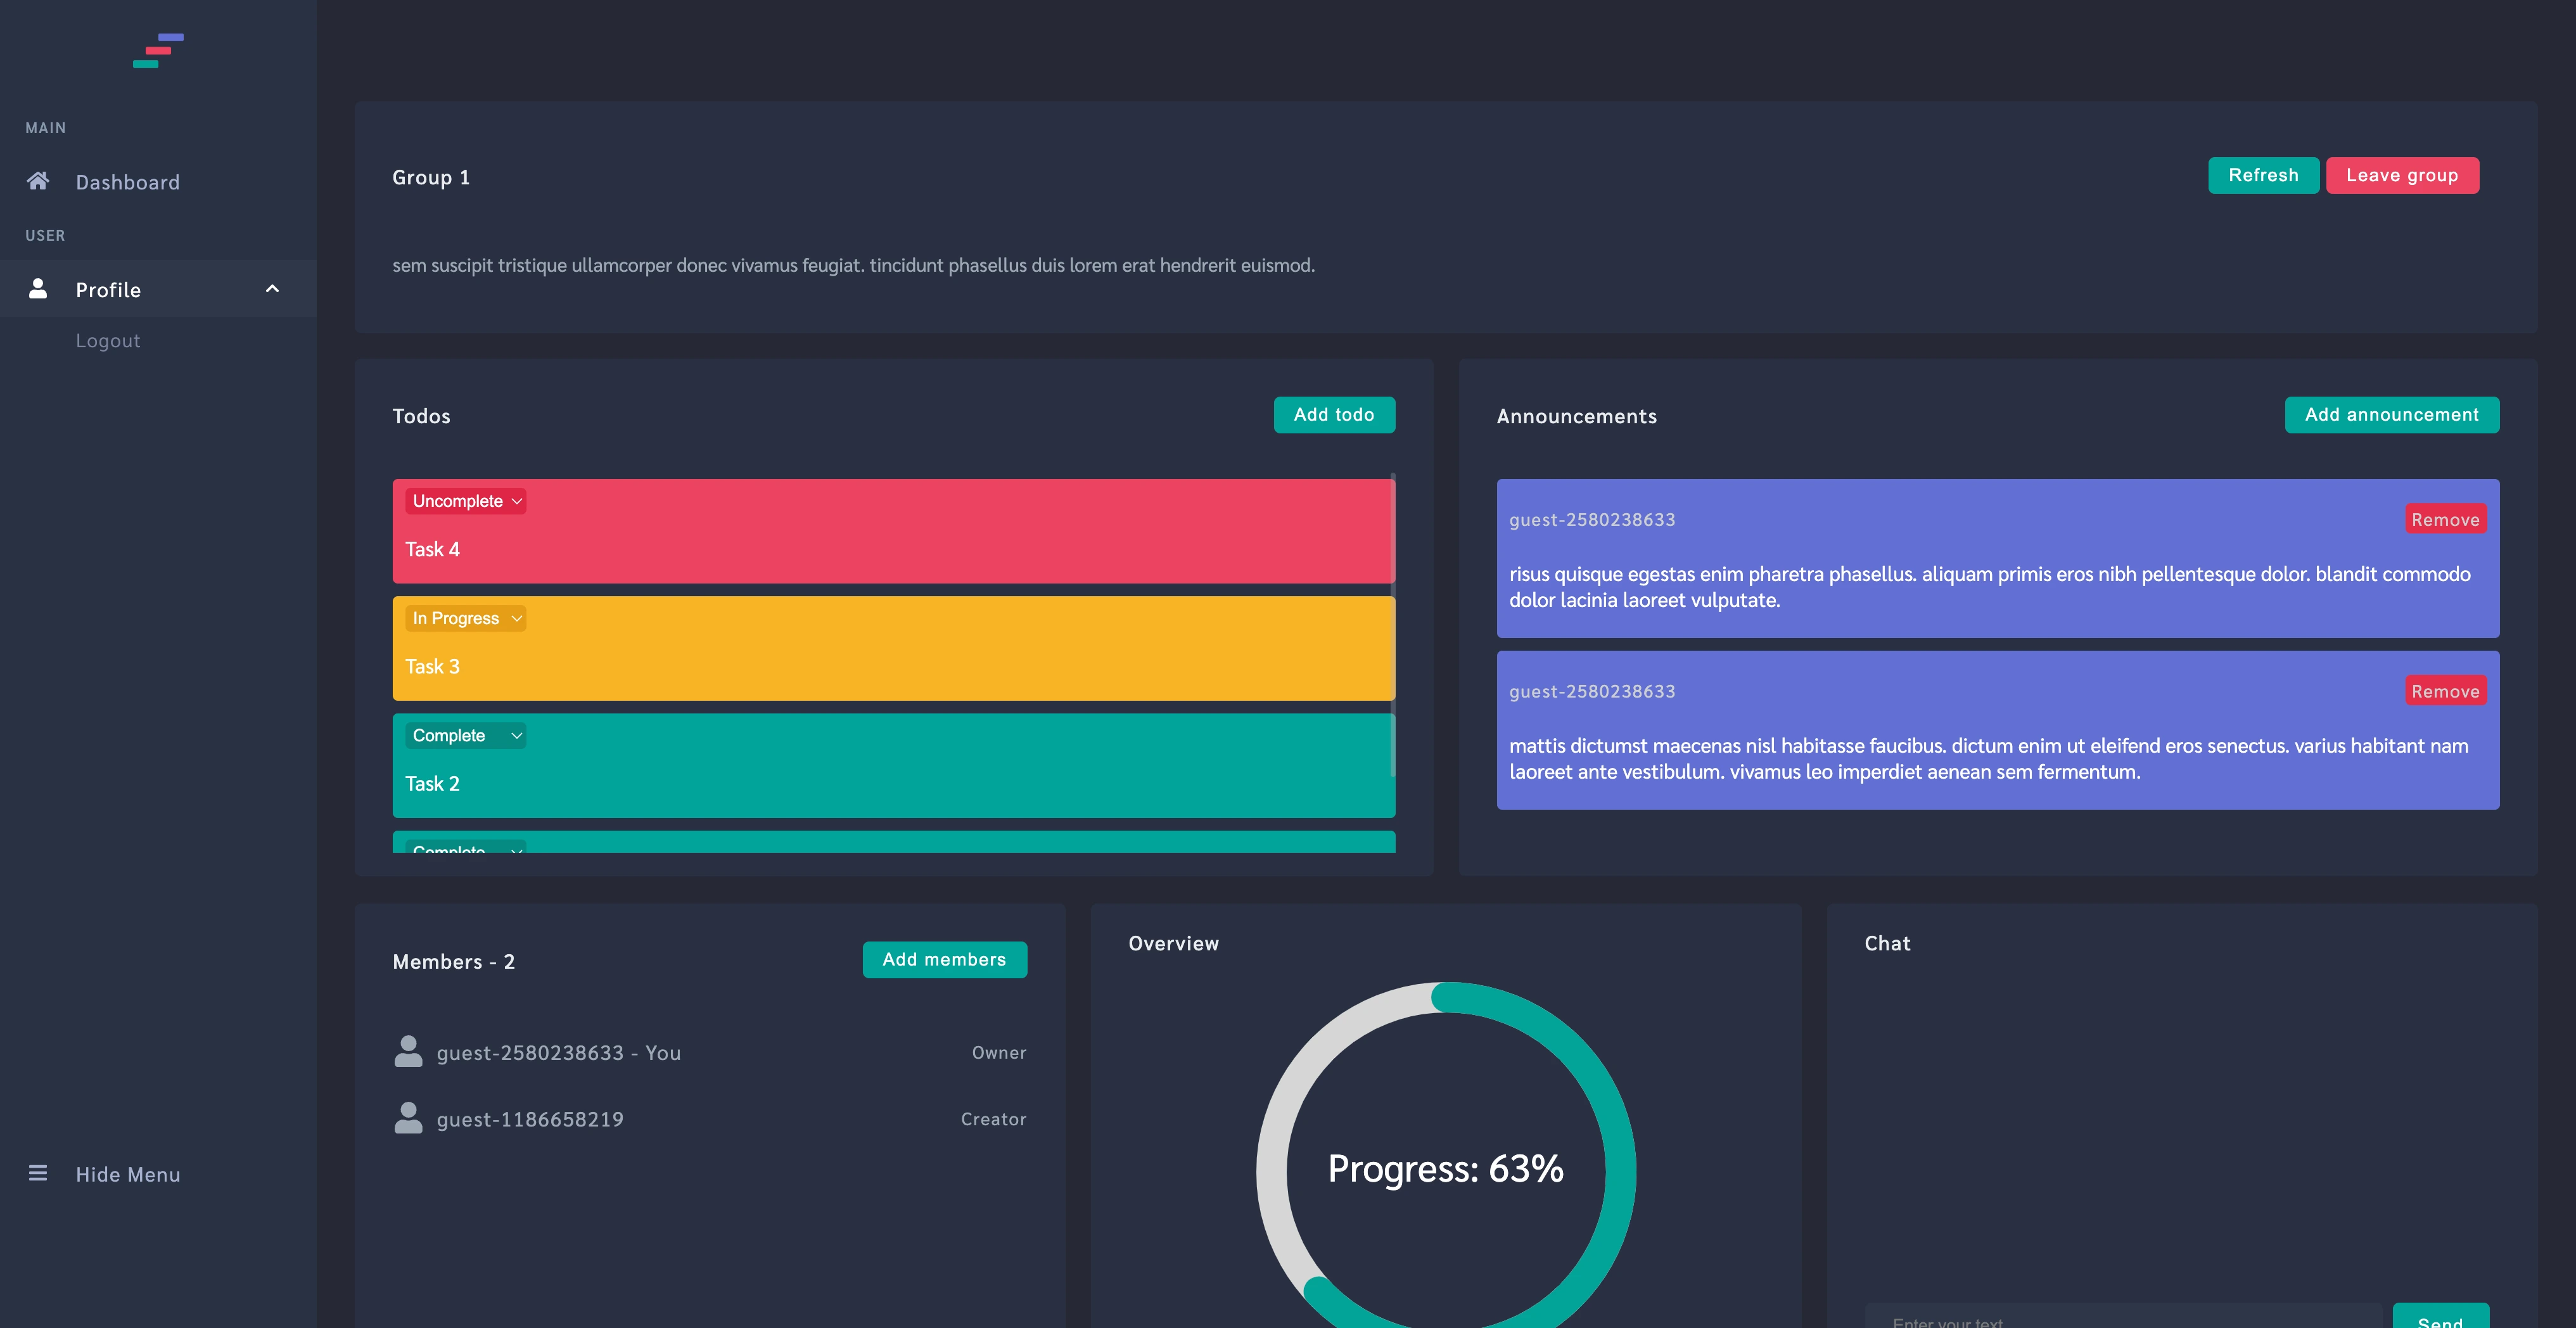 MAIN
Dashboard
USER
Profile
Logout
Hide Menu
Group 1
Refresh
Leave group
sem suscipit tristique ullamcorper donec vivamus feugiat. tincidunt phasellus duis lorem erat hendrerit euismod.
Todos
Add todo
Uncomplete
Task 4
In Progress
Task 3
Complete
Task 2
Complete
Announcements
Add announcement
guest-2580238633
Remove
risus quisque egestas enim pharetra phasellus. aliquam primis eros nibh pellentesque dolor. blandit commodo
dolor lacinia laoreet vulputate.
guest-2580238633
Remove
mattis dictumst maecenas nisl habitasse faucibus. dictum enim ut eleifend eros senectus. varius habitant nam
laoreet ante vestibulum. vivamus leo imperdiet aenean sem fermentum.
Members - 2
Add members
guest-2580238633 - You
Owner
guest-1186658219
Creator
Overview
Progress: 63%
Chat
Enter your text
Send